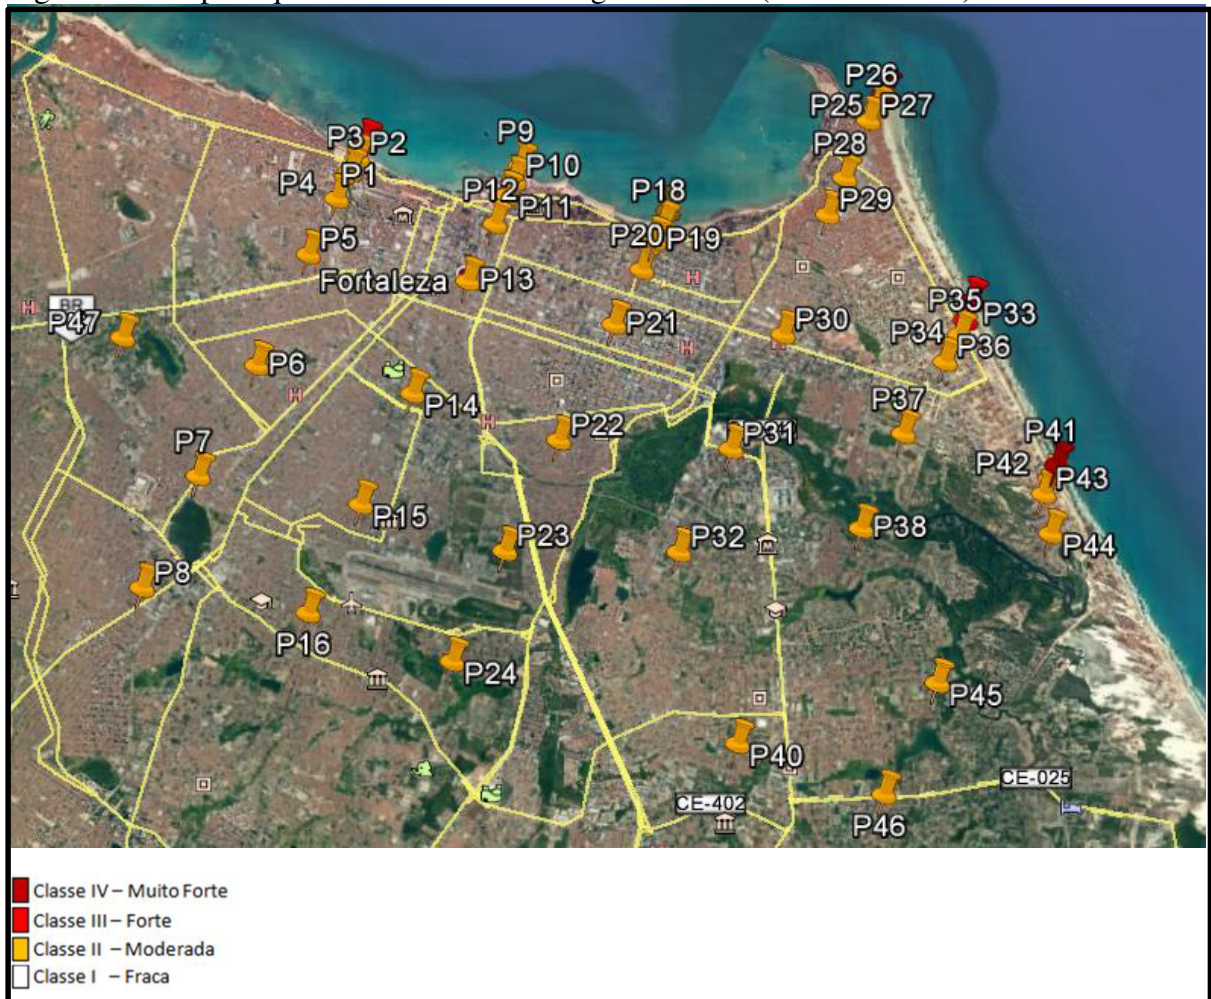 P26
P25
P27
P3
P2
P9
P28
P1
P10
P4
P12
P18
P29
P11
P5
P20
P19
Fortaleza
P13
BR
P35
P33
P47
P21
P30
P34
P36
P6
P14
P37
P7
P22
P31
P41
P42
P43
P15
P23
P32
P38
P44
P8
P16
P24
P45
P40
CE-025
CE-402
P46
Classe IV – Muito Forte
Classe III – Forte
Classe II – Moderada
Classe I – Fraca